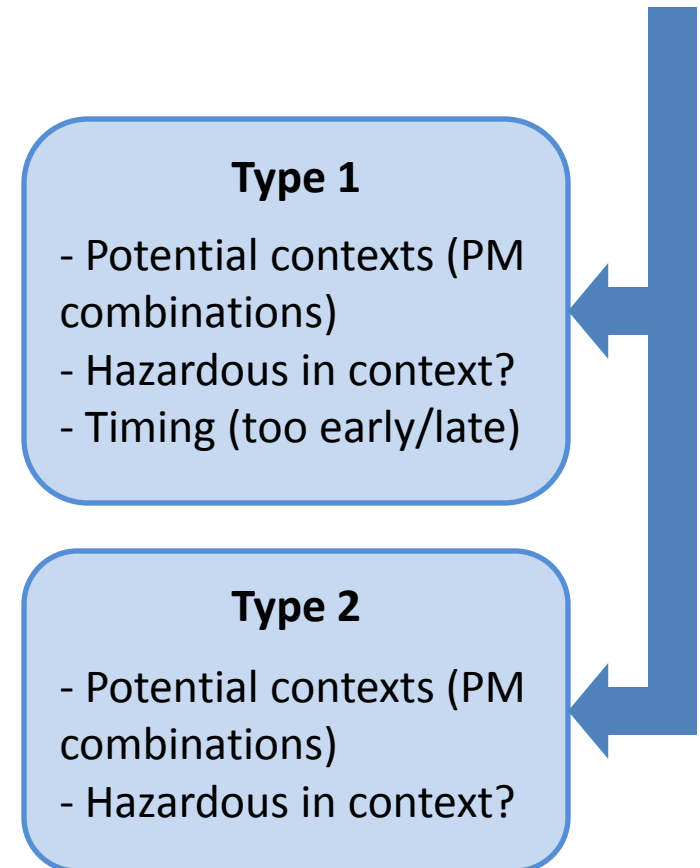 Type 1
- Potential contexts (PM
combinations)
- Hazardous in context?
- Timing (too early/late)
Type 2
- Potential contexts (PM
combinations)
- Hazardous in context?